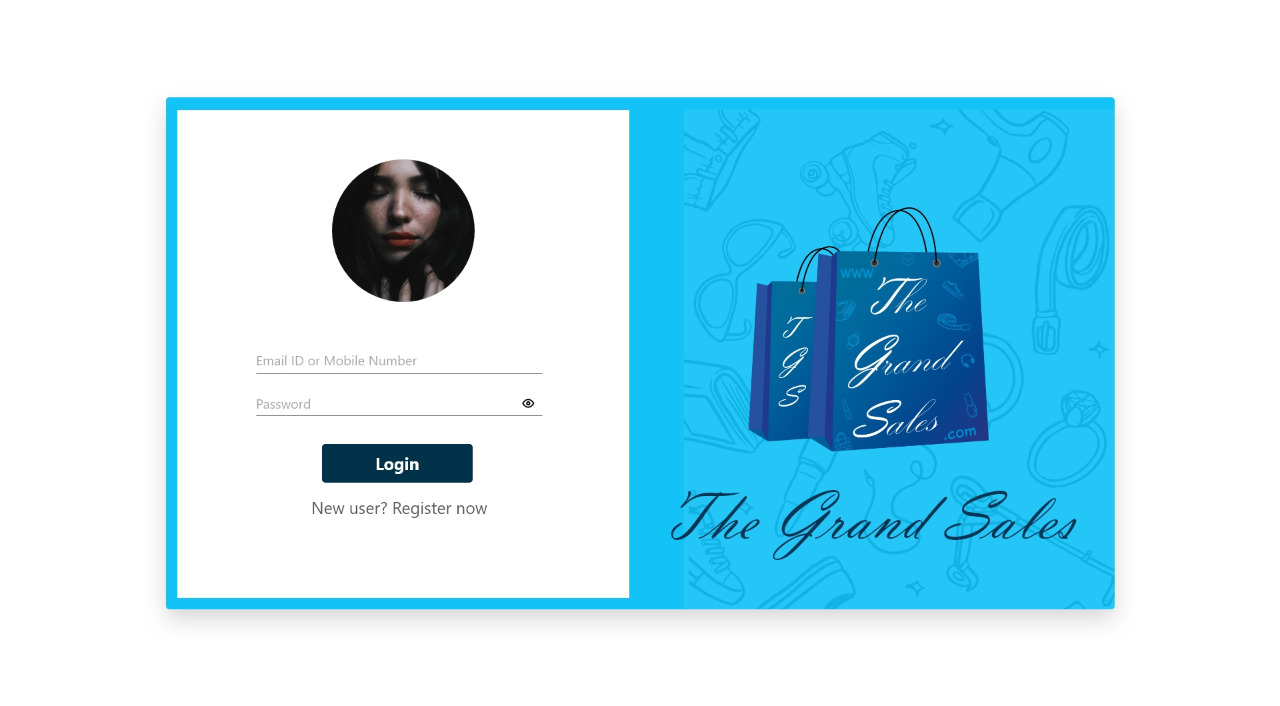 Email ID or Mobile Number
Password
Login
New user? Register now
WWW
The
Grand
Sales
.com
T
G
S
The Grand Sales